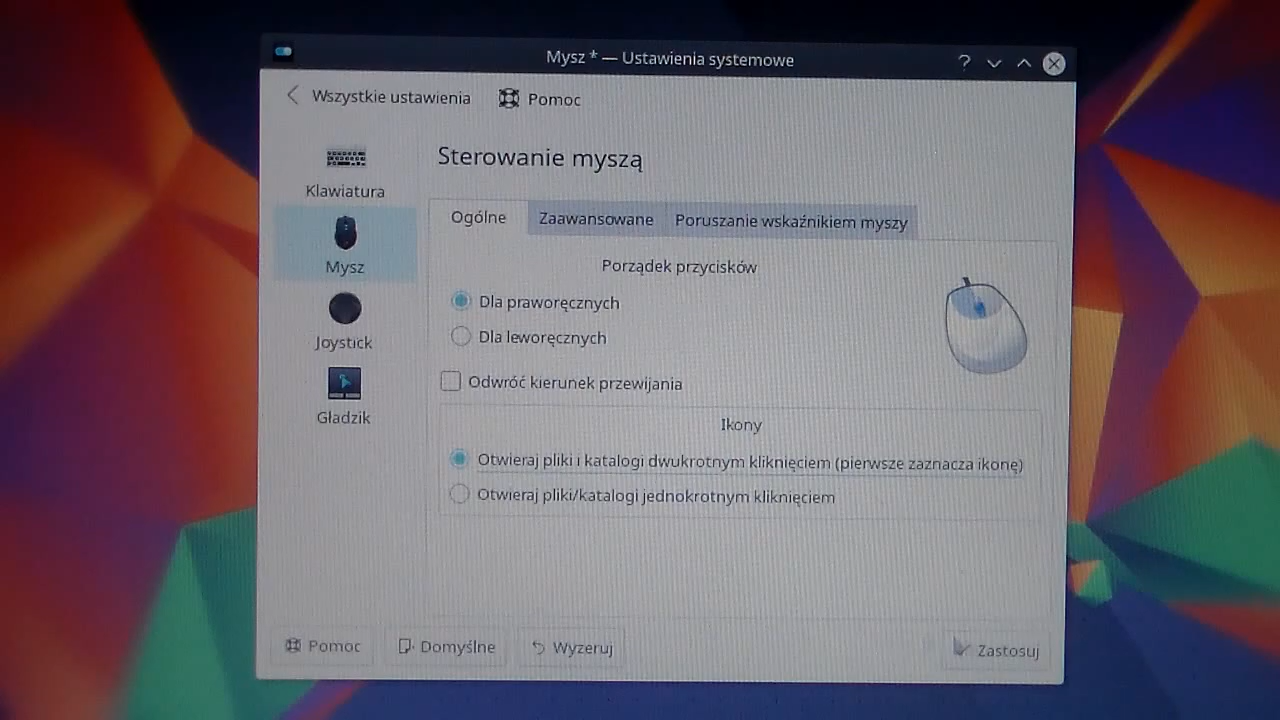 Mysz * — Ustawienia systemowe
Wszystkie ustawienia Pomoc
Klawiatura
Mysz
Joystick
Gładzik
Sterowanie myszą
Ogólne Zaawansowane Poruszanie wskaźnikiem myszy
Porządek przycisków
Dla praworęcznych
Dla leworęcznych
Odwróć kierunek przewijania
Ikony
Otwieraj pliki i katalogi dwukrotnym kliknięciem (pierwsze zaznacza ikonę)
Otwieraj pliki/katalogi jednokrotnym kliknięciem
Pomoc Domyślne Wyzeruj Zastosuj